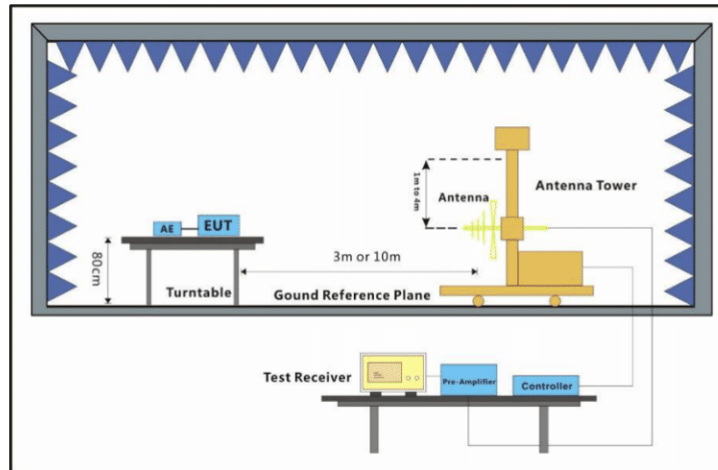 1m to 4m
Antenna
Antenna Tower
AE
EUT
80cm
3m or 10m
Turntable
Gound Reference Plane
Test Receiver
Pre-Amplifier
Controller